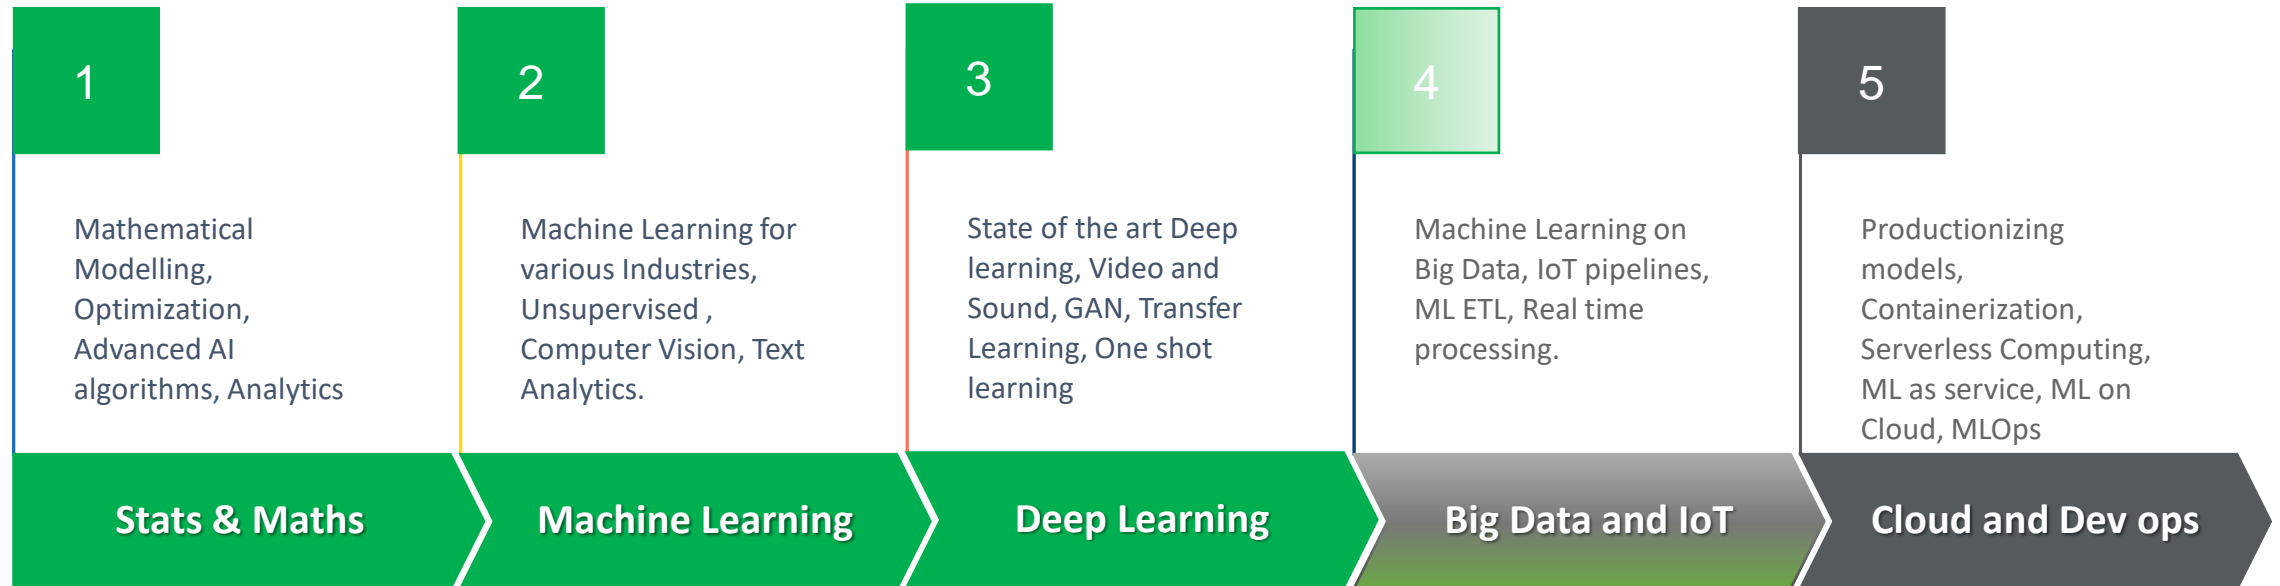 1
Mathematical
Modelling,
Optimization,
Advanced AI
algorithms, Analytics
Stats & Maths
2
Machine Learning for
various Industries,
Unsupervised ,
Computer Vision, Text
Analytics.
Machine Learning
3
State of the art Deep
learning, Video and
Sound, GAN, Transfer
Learning, One shot
learning
Deep Learning
4
Machine Learning on
Big Data, IoT pipelines,
ML ETL, Real time
processing.
Big Data and IoT
5
Productionizing
models,
Containerization,
Serverless Computing,
ML as service, ML on
Cloud, MLOps
Cloud and Dev ops